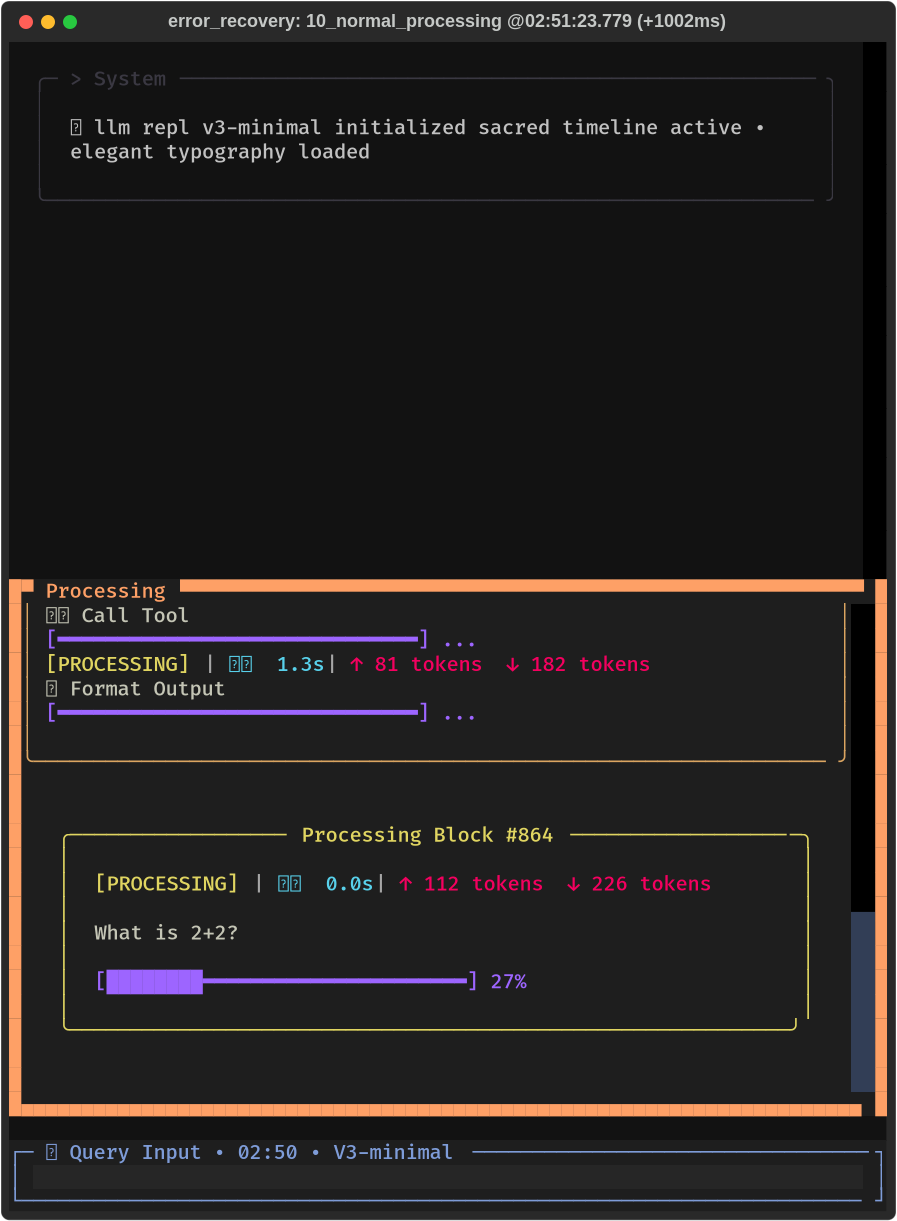 error_recovery: 10_normal_processing @02:51:23.779 (+1002ms)
> System
llm repl v3-minimal initialized sacred timeline active •
elegant typography loaded
Processing
Call Tool
[━━━━━━━━━━━━━━━━━━━━━━━━━━━━━━] ...
[PROCESSING] | 1.3s| ↑ 81 tokens ↓ 182 tokens
Format Output
[━━━━━━━━━━━━━━━━━━━━━━━━━━━━━━] ...
Processing Block #864
[PROCESSING] | 0.0s| ↑ 112 tokens ↓ 226 tokens
What is 2+2?
[████████━━━━━━━━━━━━━━━━━━━━━━] 27%
Query Input • 02:50 • V3-minimal